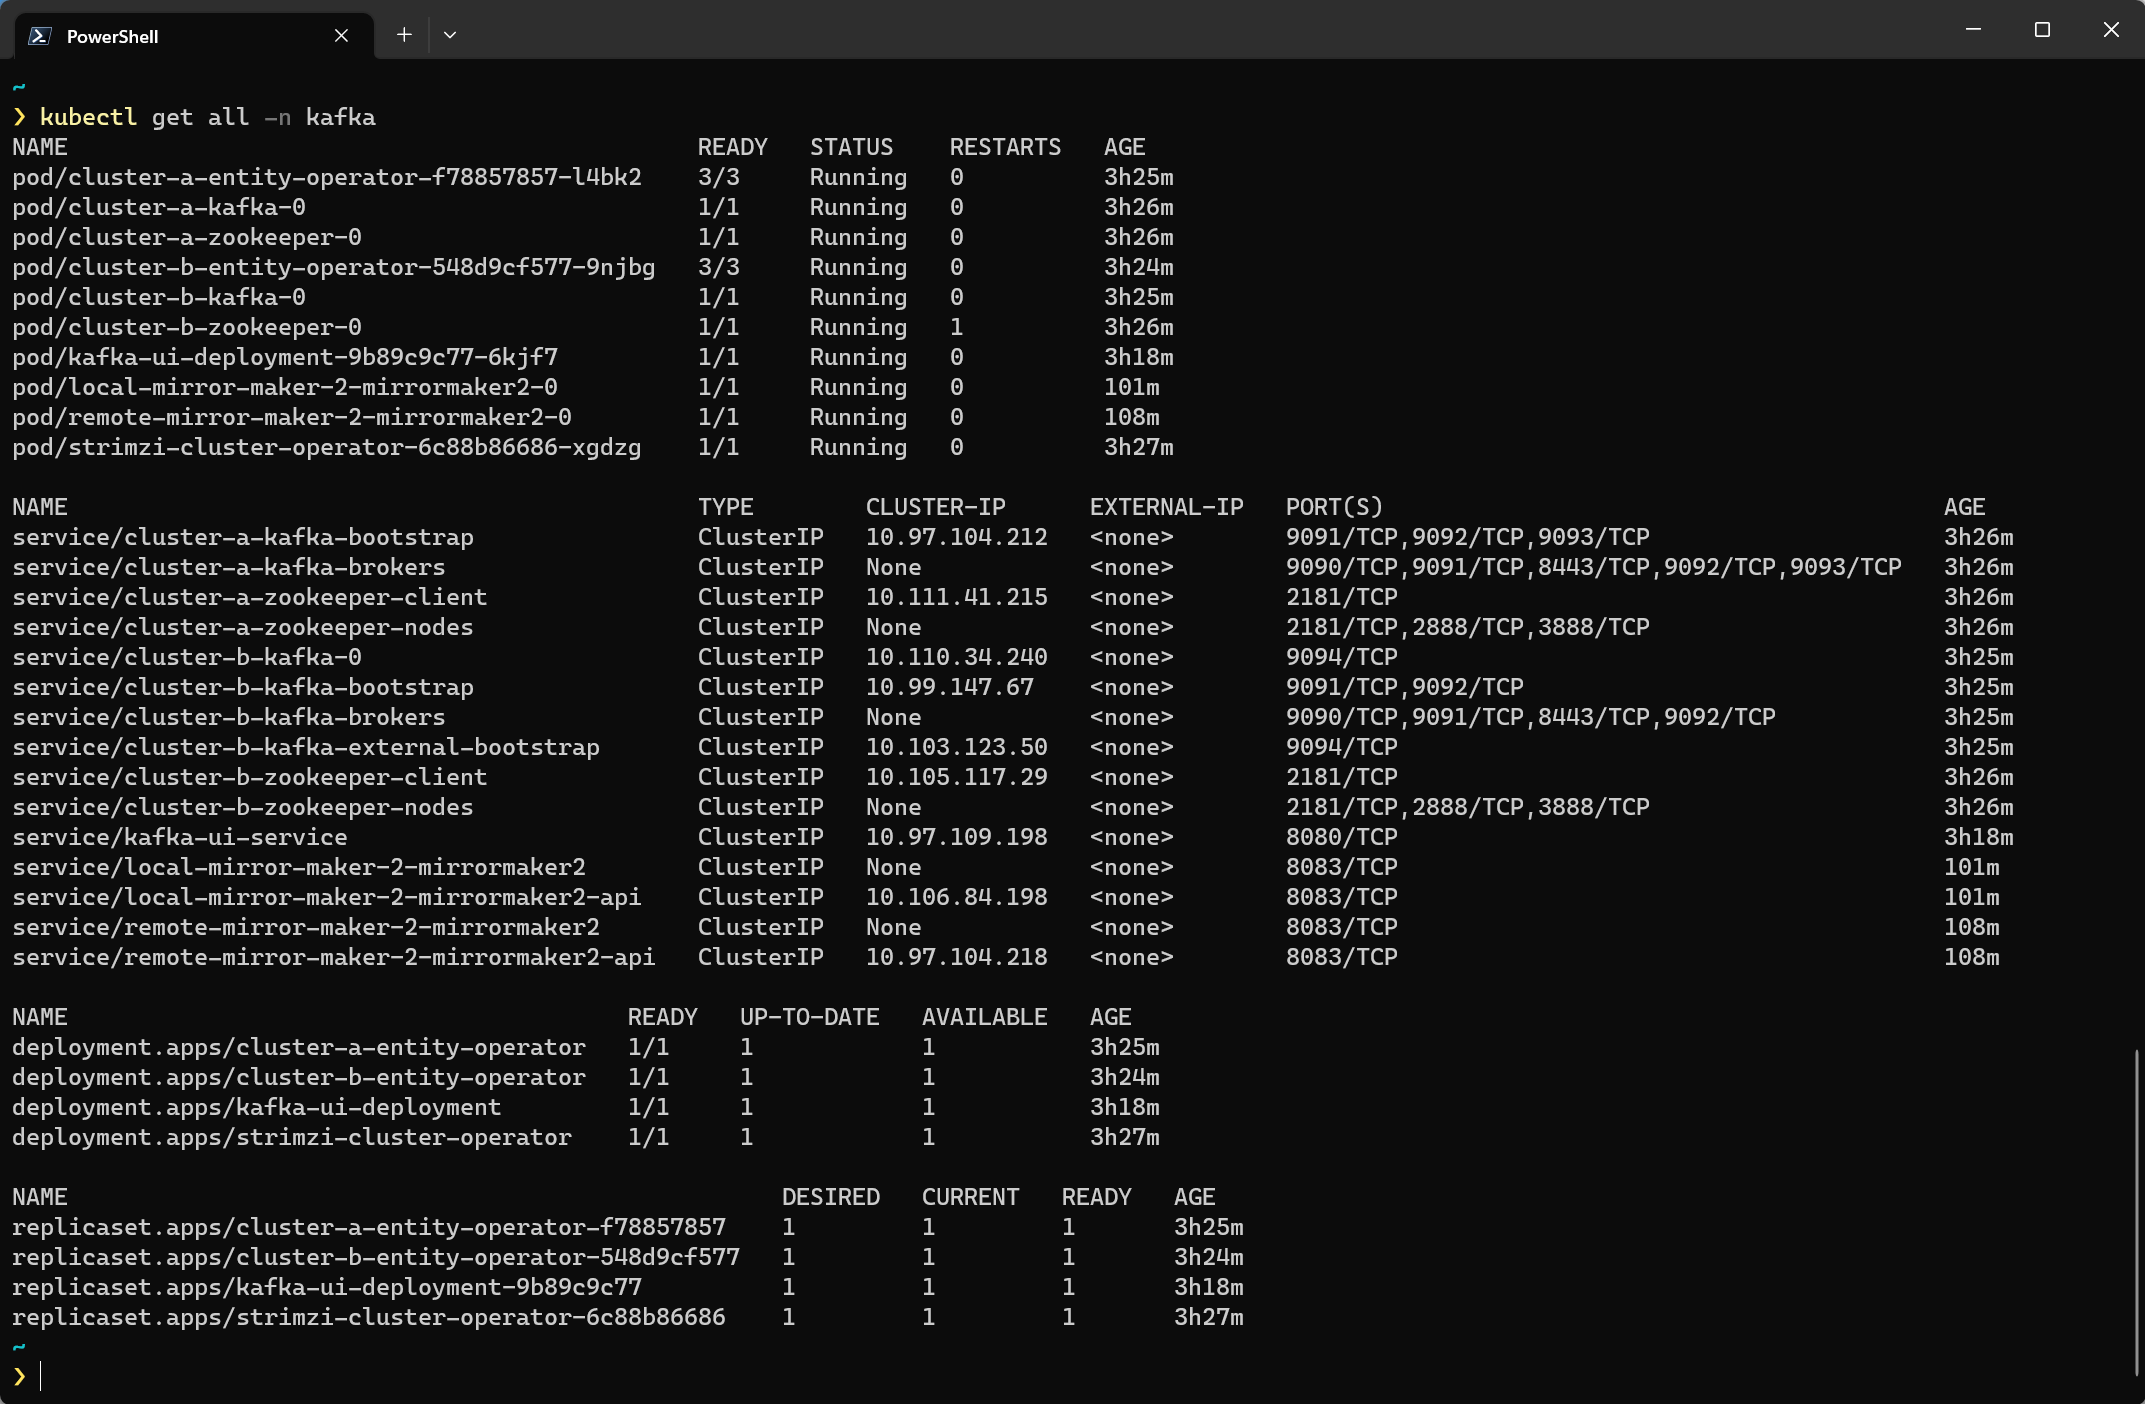 PowerShell
~
❯ kubectl get all -n kafka
NAME READY STATUS RESTARTS AGE
pod/cluster-a-entity-operator-f78857857-l4bk2 3/3 Running 0 3h25m
pod/cluster-a-kafka-0 1/1 Running 0 3h26m
pod/cluster-a-zookeeper-0 1/1 Running 0 3h26m
pod/cluster-b-entity-operator-548d9cf577-9njbg 3/3 Running 0 3h24m
pod/cluster-b-kafka-0 1/1 Running 0 3h25m
pod/cluster-b-zookeeper-0 1/1 Running 1 3h26m
pod/kafka-ui-deployment-9b89c9c77-6kjf7 1/1 Running 0 3h18m
pod/local-mirror-maker-2-mirrormaker2-0 1/1 Running 0 101m
pod/remote-mirror-maker-2-mirrormaker2-0 1/1 Running 0 108m
pod/strimzi-cluster-operator-6c88b86686-xgdzg 1/1 Running 0 3h27m
NAME TYPE CLUSTER-IP EXTERNAL-IP PORT(S) AGE
service/cluster-a-kafka-bootstrap ClusterIP 10.97.104.212 <none> 9091/TCP,9092/TCP,9093/TCP 3h26m
service/cluster-a-kafka-brokers ClusterIP None <none> 9090/TCP,9091/TCP,8443/TCP,9092/TCP,9093/TCP 3h26m
service/cluster-a-zookeeper-client ClusterIP 10.111.41.215 <none> 2181/TCP 3h26m
service/cluster-a-zookeeper-nodes ClusterIP None <none> 2181/TCP,2888/TCP,3888/TCP 3h26m
service/cluster-b-kafka-0 ClusterIP 10.110.34.240 <none> 9094/TCP 3h25m
service/cluster-b-kafka-bootstrap ClusterIP 10.99.147.67 <none> 9091/TCP,9092/TCP 3h25m
service/cluster-b-kafka-brokers ClusterIP None <none> 9090/TCP,9091/TCP,8443/TCP,9092/TCP 3h25m
service/cluster-b-kafka-external-bootstrap ClusterIP 10.103.123.50 <none> 9094/TCP 3h25m
service/cluster-b-zookeeper-client ClusterIP 10.105.117.29 <none> 2181/TCP 3h26m
service/cluster-b-zookeeper-nodes ClusterIP None <none> 2181/TCP,2888/TCP,3888/TCP 3h26m
service/kafka-ui-service ClusterIP 10.97.109.198 <none> 8080/TCP 3h18m
service/local-mirror-maker-2-mirrormaker2 ClusterIP None <none> 8083/TCP 101m
service/local-mirror-maker-2-mirrormaker2-api ClusterIP 10.106.84.198 <none> 8083/TCP 101m
service/remote-mirror-maker-2-mirrormaker2 ClusterIP None <none> 8083/TCP 108m
service/remote-mirror-maker-2-mirrormaker2-api ClusterIP 10.97.104.218 <none> 8083/TCP 108m
NAME READY UP-TO-DATE AVAILABLE AGE
deployment.apps/cluster-a-entity-operator 1/1 1 1 3h25m
deployment.apps/cluster-b-entity-operator 1/1 1 1 3h24m
deployment.apps/kafka-ui-deployment 1/1 1 1 3h18m
deployment.apps/strimzi-cluster-operator 1/1 1 1 3h27m
NAME DESIRED CURRENT READY AGE
replicaset.apps/cluster-a-entity-operator-f78857857 1 1 1 3h25m
replicaset.apps/cluster-b-entity-operator-548d9cf577 1 1 1 3h24m
replicaset.apps/kafka-ui-deployment-9b89c9c77 1 1 1 3h18m
replicaset.apps/strimzi-cluster-operator-6c88b86686 1 1 1 3h27m
~
❯